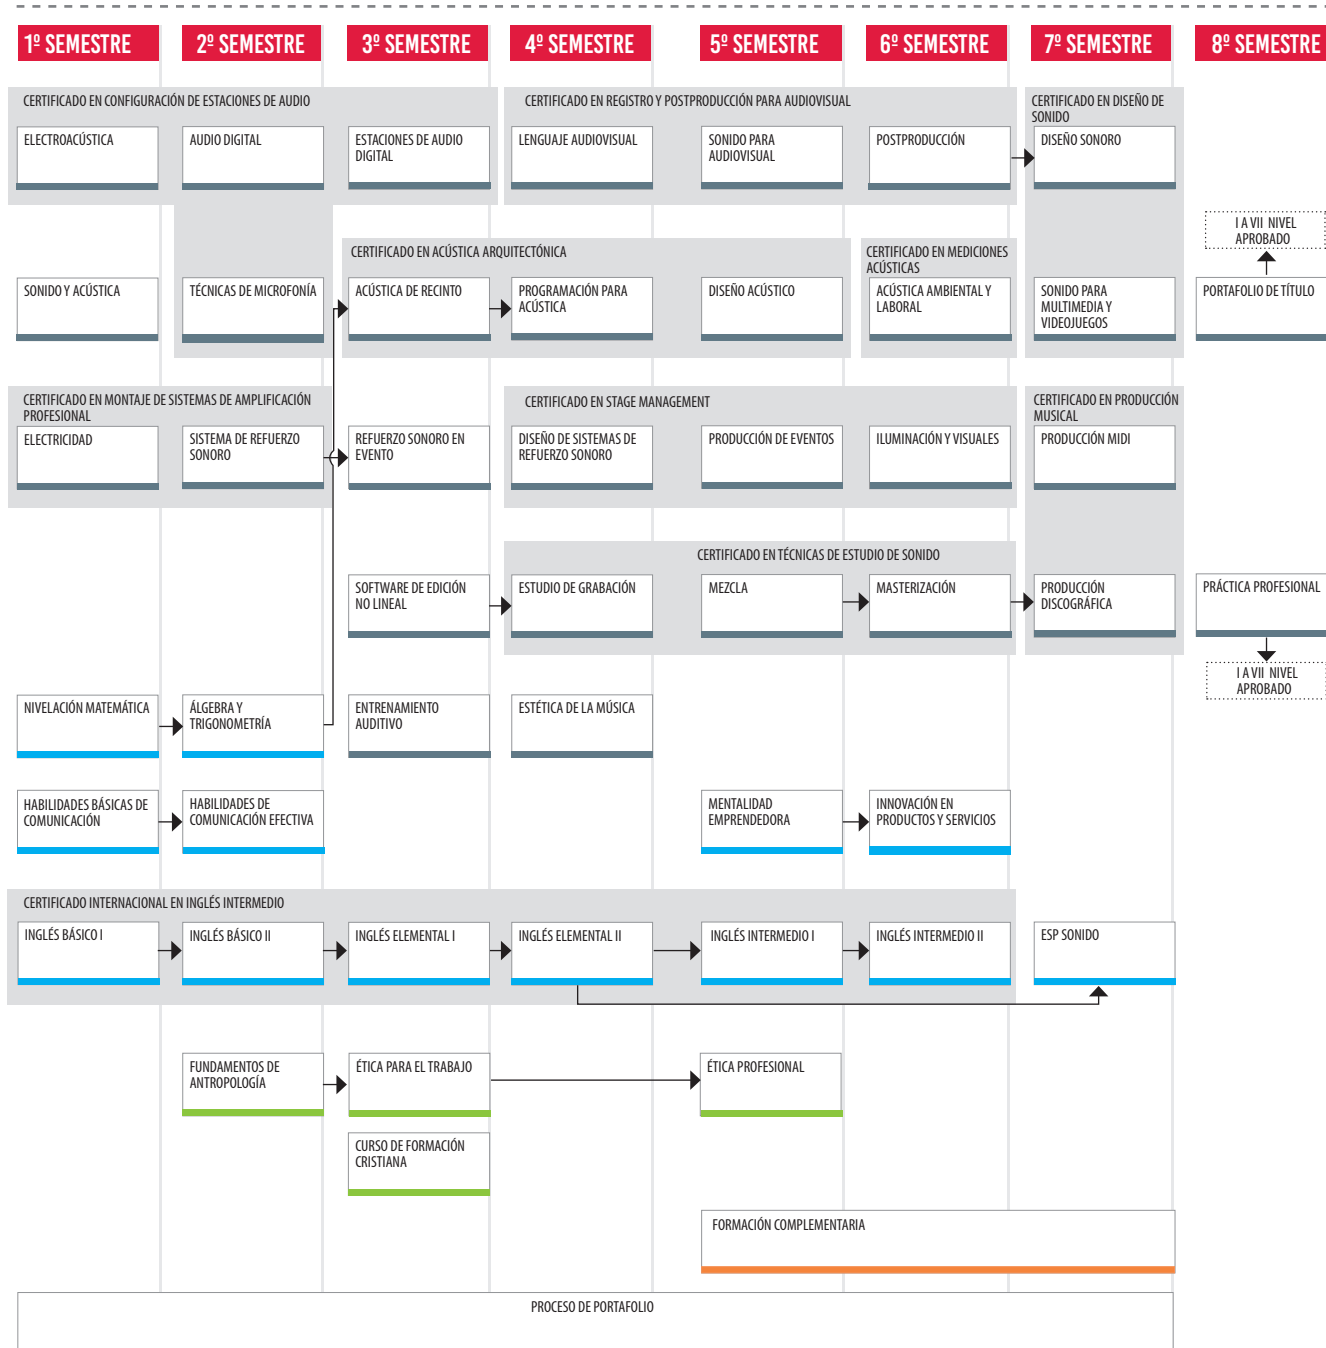 1º SEMESTRE
2º SEMESTRE
3º SEMESTRE
4º SEMESTRE
5º SEMESTRE
6º SEMESTRE
7º SEMESTRE
8º SEMESTRE
CERTIFICADO EN CONFIGURACIÓN DE ESTACIONES DE AUDIO
CERTIFICADO EN REGISTRO Y POSTPRODUCCIÓN PARA AUDIOVISUAL
CERTIFICADO EN DISEÑO DE
SONIDO
ELECTROACÚSTICA
AUDIO DIGITAL
ESTACIONES DE AUDIO
DIGITAL
LENGUAJE AUDIOVISUAL
SONIDO PARA
AUDIOVISUAL
POSTPRODUCCIÓN
DISEÑO SONORO
I A VII NIVEL
APROBADO
CERTIFICADO EN ACÚSTICA ARQUITECTÓNICA
CERTIFICADO EN MEDICIONES
ACÚSTICAS
SONIDO Y ACÚSTICA
TÉCNICAS DE MICROFONÍA
ACÚSTICA DE RECINTO
PROGRAMACIÓN PARA
ACÚSTICA
DISEÑO ACÚSTICO
ACÚSTICA AMBIENTAL Y
LABORAL
SONIDO PARA
MULTIMEDIA Y
VIDEOJUEGOS
PORTAFOLIO DE TÍTULO
CERTIFICADO EN MONTAJE DE SISTEMAS DE AMPLIFICACIÓN
PROFESIONAL
CERTIFICADO EN STAGE MANAGEMENT
CERTIFICADO EN PRODUCCIÓN
MUSICAL
ELECTRICIDAD
SISTEMA DE REFUERZO
SONORO
REFUERZO SONORO EN
EVENTO
DISEÑO DE SISTEMAS DE
REFUERZO SONORO
PRODUCCIÓN DE EVENTOS
ILUMINACIÓN Y VISUALES
PRODUCCIÓN MIDI
CERTIFICADO EN TÉCNICAS DE ESTUDIO DE SONIDO
SOFTWARE DE EDICIÓN
NO LINEAL
ESTUDIO DE GRABACIÓN
MEZCLA
MASTERIZACIÓN
PRODUCCIÓN
DISCOGRÁFICA
PRÁCTICA PROFESIONAL
I A VII NIVEL
APROBADO
NIVELACIÓN MATEMÁTICA
ÁLGEBRA Y
TRIGONOMETRÍA
ENTRENAMIENTO
AUDITIVO
ESTÉTICA DE LA MÚSICA
HABILIDADES BÁSICAS DE
COMUNICACIÓN
HABILIDADES DE
COMUNICACIÓN EFECTIVA
MENTALIDAD
EMPRENDEDORA
INNOVACIÓN EN
PRODUCTOS Y SERVICIOS
CERTIFICADO INTERNACIONAL EN INGLÉS INTERMEDIO
INGLÉS BÁSICO I
INGLÉS BÁSICO II
INGLÉS ELEMENTAL I
INGLÉS ELEMENTAL II
INGLÉS INTERMEDIO I
INGLÉS INTERMEDIO II
ESP SONIDO
FUNDAMENTOS DE
ANTROPOLOGÍA
ÉTICA PARA EL TRABAJO
ÉTICA PROFESIONAL
CURSO DE FORMACIÓN
CRISTIANA
FORMACIÓN COMPLEMENTARIA
PROCESO DE PORTAFOLIO